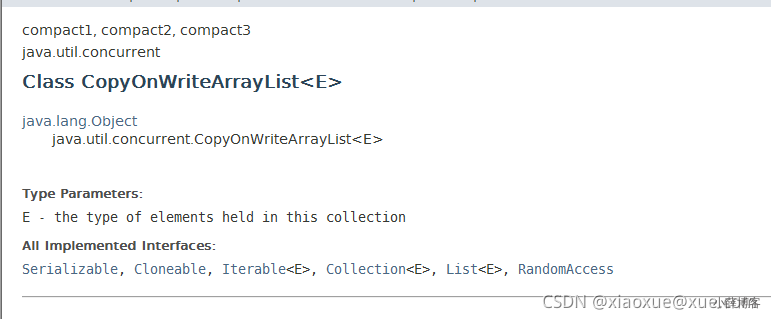 compact1, compact2, compact3
java.util.concurrent
Class CopyOnWriteArrayList<E>
java.lang.Object
java.util.concurrent.CopyOnWriteArrayList<E>
Type Parameters:
E - the type of elements held in this collection
All Implemented Interfaces:
Serializable, Cloneable, Iterable<E>, Collection<E>, List<E>, RandomAccess
CSDN @xiaoxue@xue